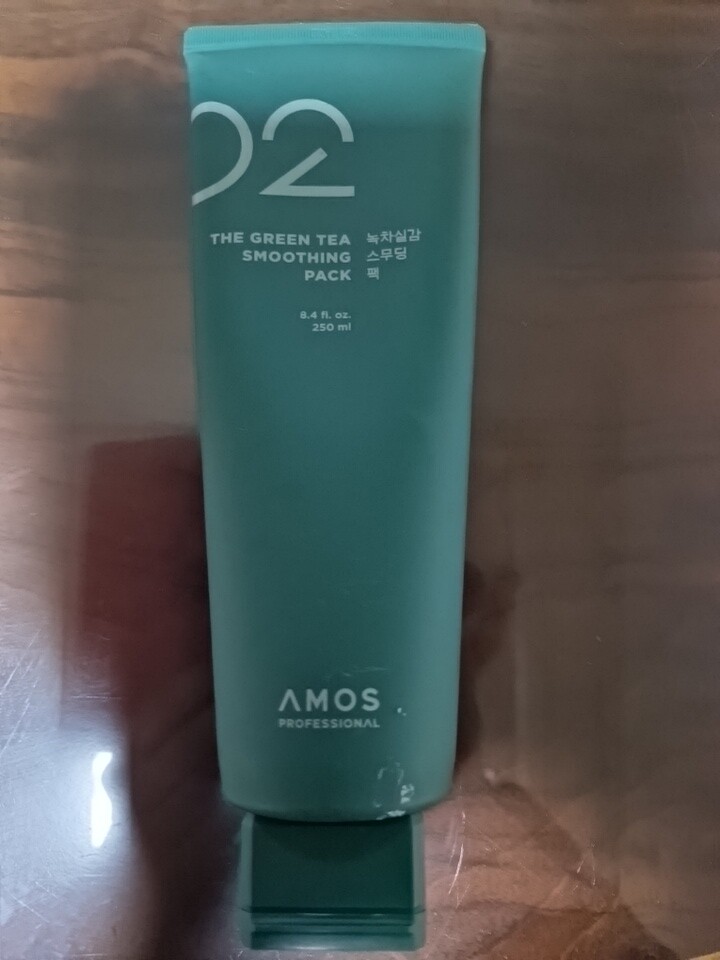 02
THE GREEN TEA
SMOOTHING
PACK
녹차실감
스무딩
팩
8.4 fl. oz.
250 ml
AMOS
PROFESSIONAL